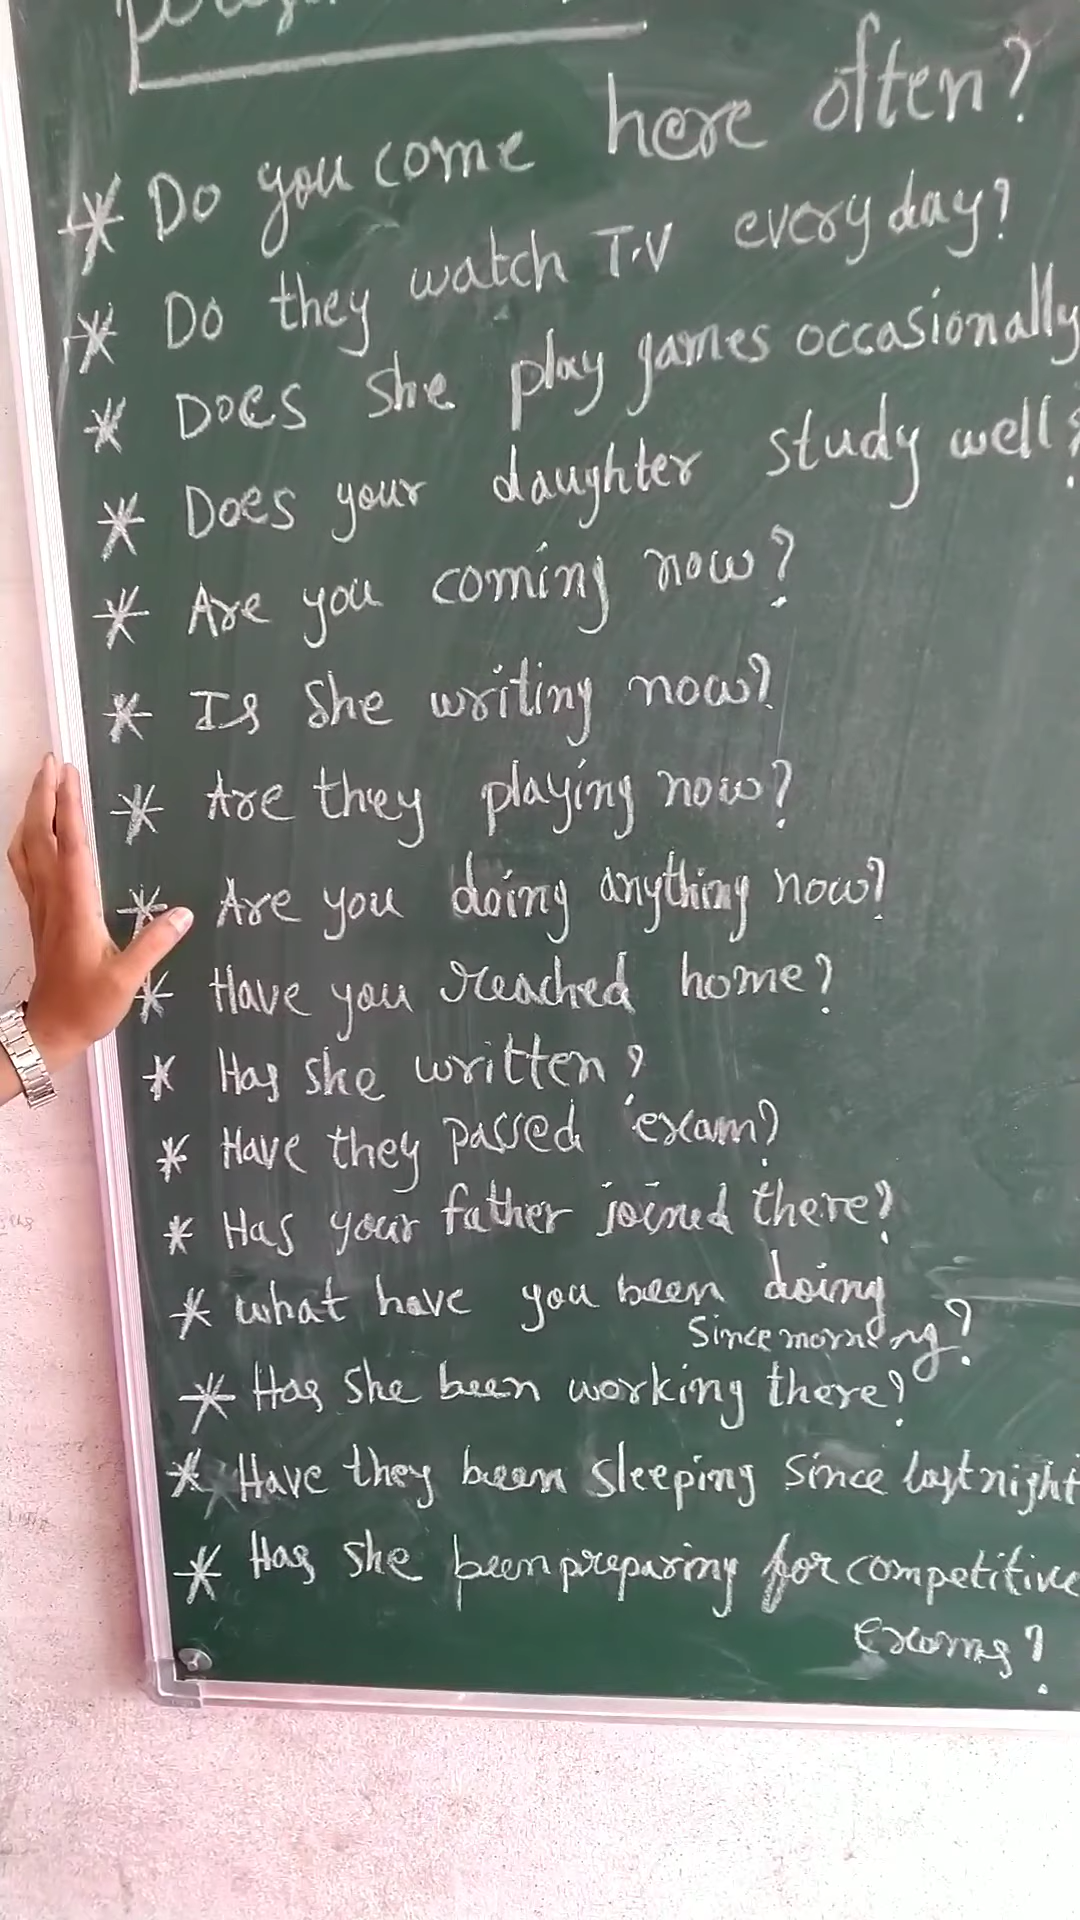 * Do you come here often?
* Do they watch T.V everyday?
* Does she play games occasionally
* Does your daughter study well?
* Are you coming now?
* Is she writing now?
* Are they playing now?
* Are you doing anything now?
* Have you reached home?
* Has she written?
* Have they passed exam?
* Has your father joined there?
* what have you been doing
since morning?
* Has she been working there?
* Have they been sleeping since last night
* Has she been preparing for competitive
exams?